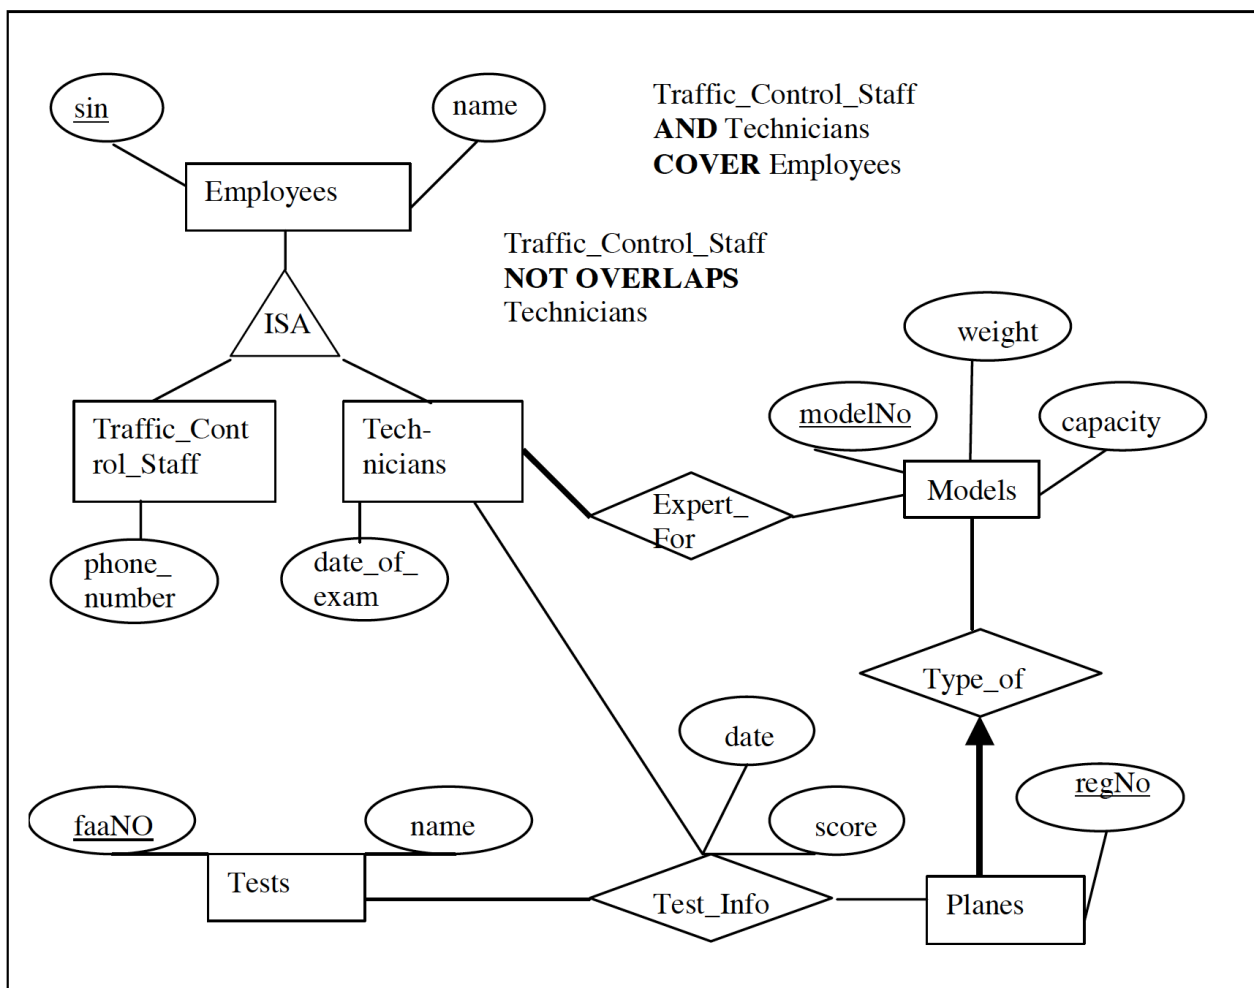 sin
name
Traffic_Control_Staff
AND Technicians
COVER Employees
Employees
Traffic_Control_Staff
NOT OVERLAPS
Technicians
ISA
weight
modelNo
capacity
Traffic_Cont
rol_Staff
Tech-
nicians
Models
Expert_
For
phone_
number
date_of_
exam
Type_of
date
regNo
faaNO
name
score
Tests
Test_Info
Planes